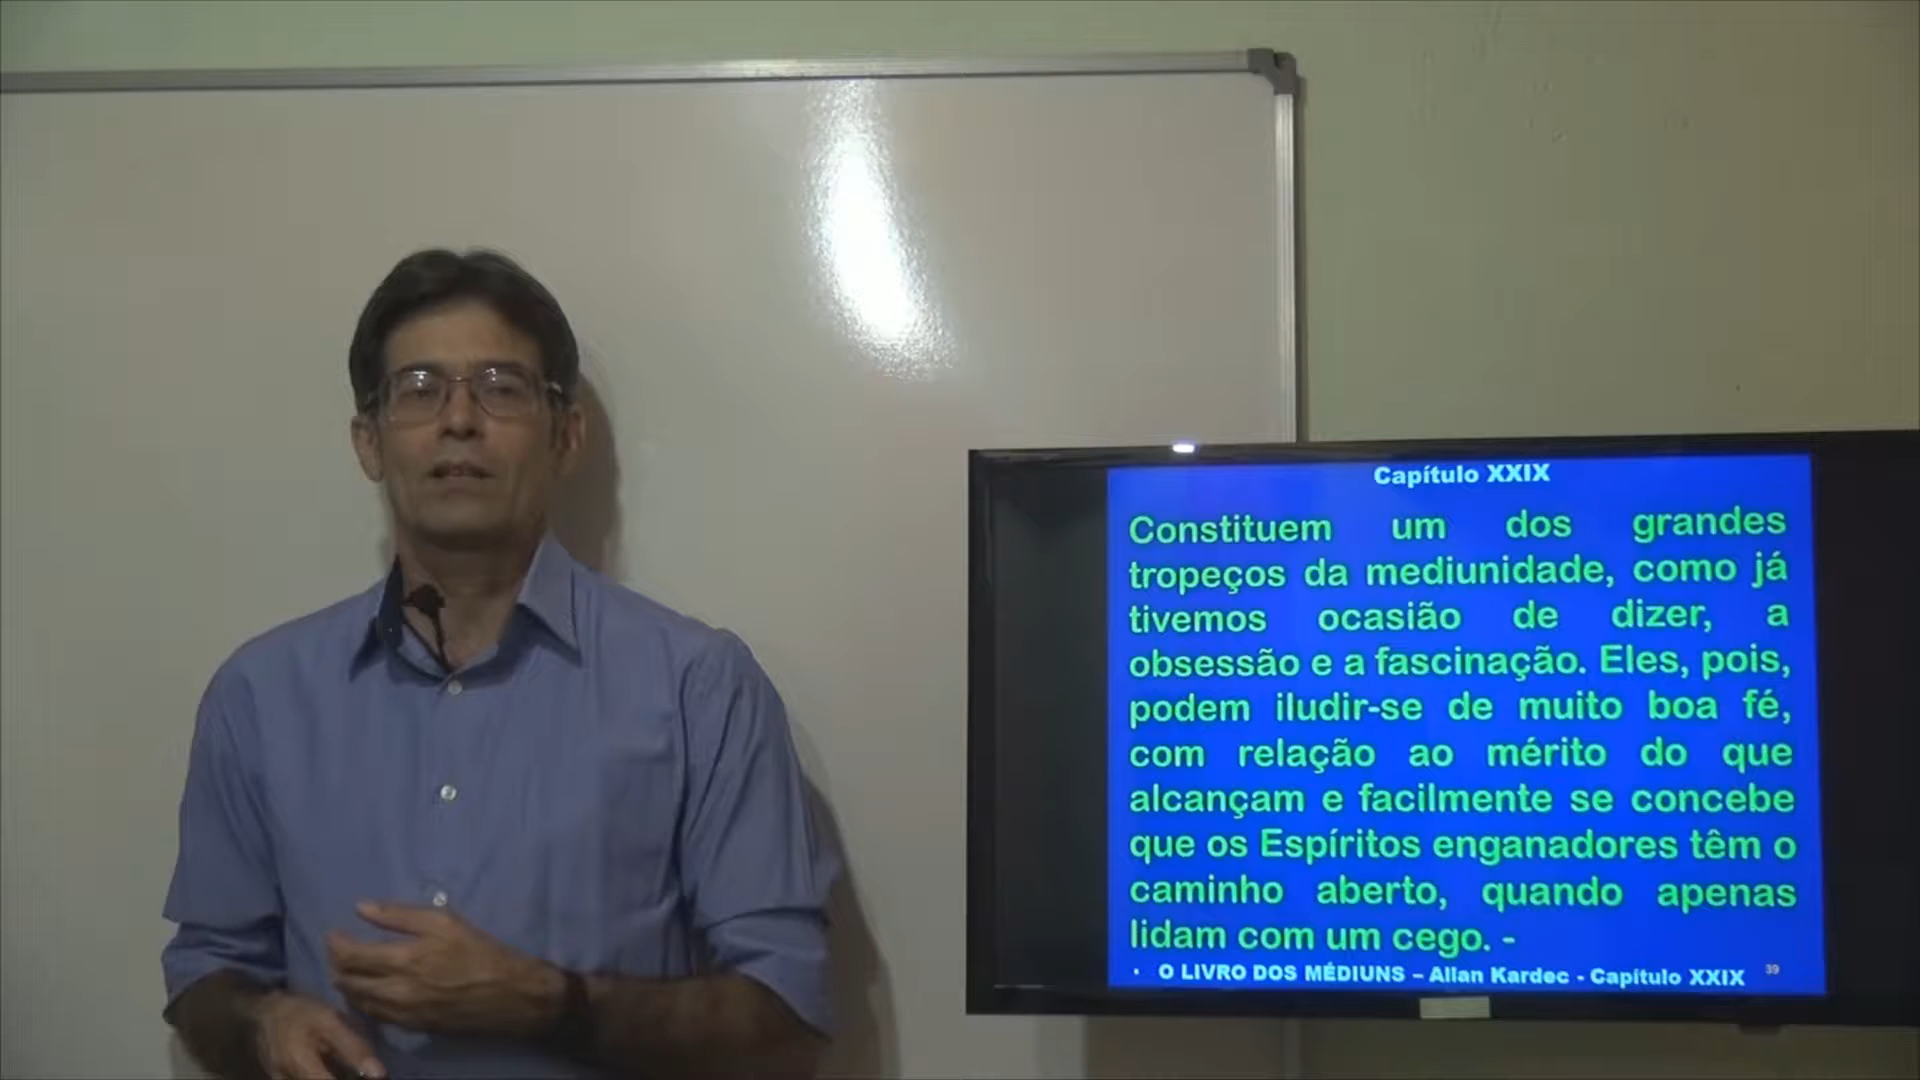 Capítulo XXIX
Constituem um dos grandes
tropeços da mediunidade, como já
tivemos ocasião de dizer, a
obsessão e a fascinação. Eles, pois,
podem iludir-se de muito boa fé,
com relação ao mérito do que
alcançam e facilmente se concebe
que os Espíritos enganadores têm o
caminho aberto, quando apenas
lidam com um cego. -
• O LIVRO DOS MÉDIUNS – Allan Kardec - Capítulo XXIX 39